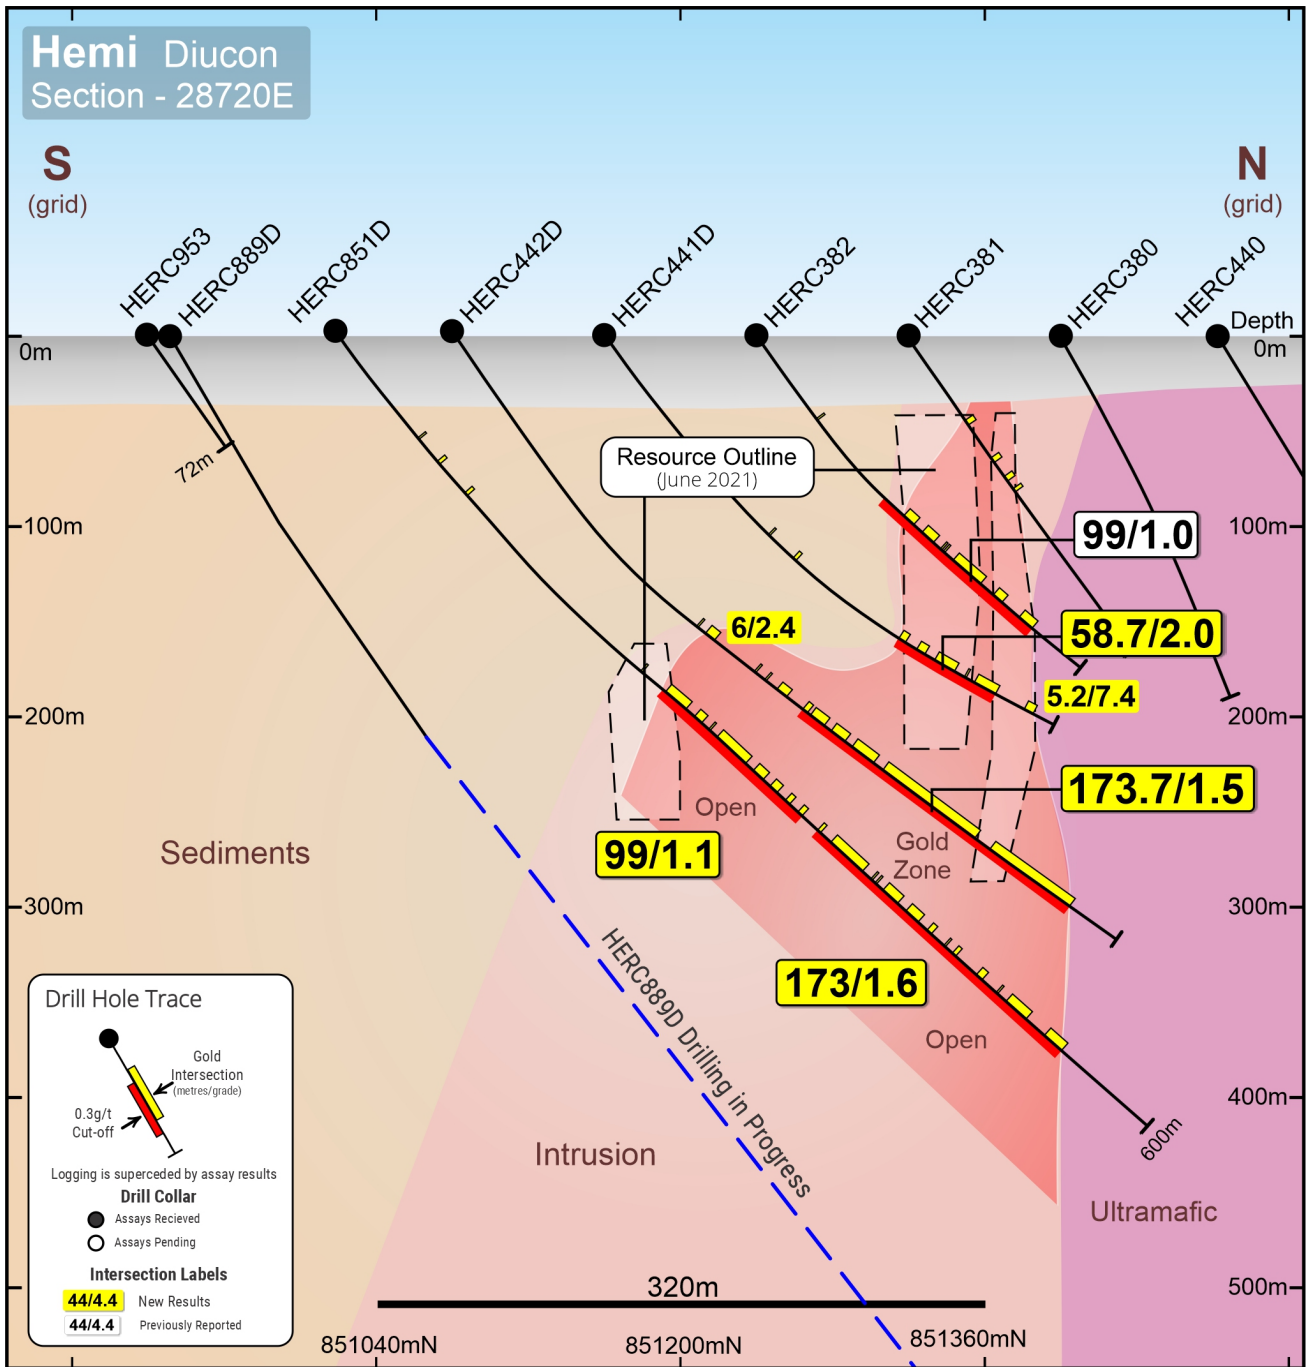 Hemi Diucon
Section - 28720E
S
(grid)
N
(grid)
HERC953
HERC889D
HERC851D
HERC442D
HERC441D
HERC382
HERC381
HERC380
HERC440
Depth
0m
0m
72m
Resource Outline
(June 2021)
100m
100m
99/1.0
6/2.4
58.7/2.0
5.2/7.4
200m
200m
173.7/1.5
Open
Gold
Zone
Sediments
99/1.1
300m
300m
173/1.6
HERC889D Drilling in Progress
Open
400m
600m
Intrusion
Ultramafic
500m
320m
851040mN
851200mN
851360mN
Drill Hole Trace
Gold
Intersection
(metres/grade)
0.3g/t
Cut-off
Logging is superceded by assay results
Drill Collar
Assays Recieved
Assays Pending
Intersection Labels
44/4.4 New Results
44/4.4 Previously Reported